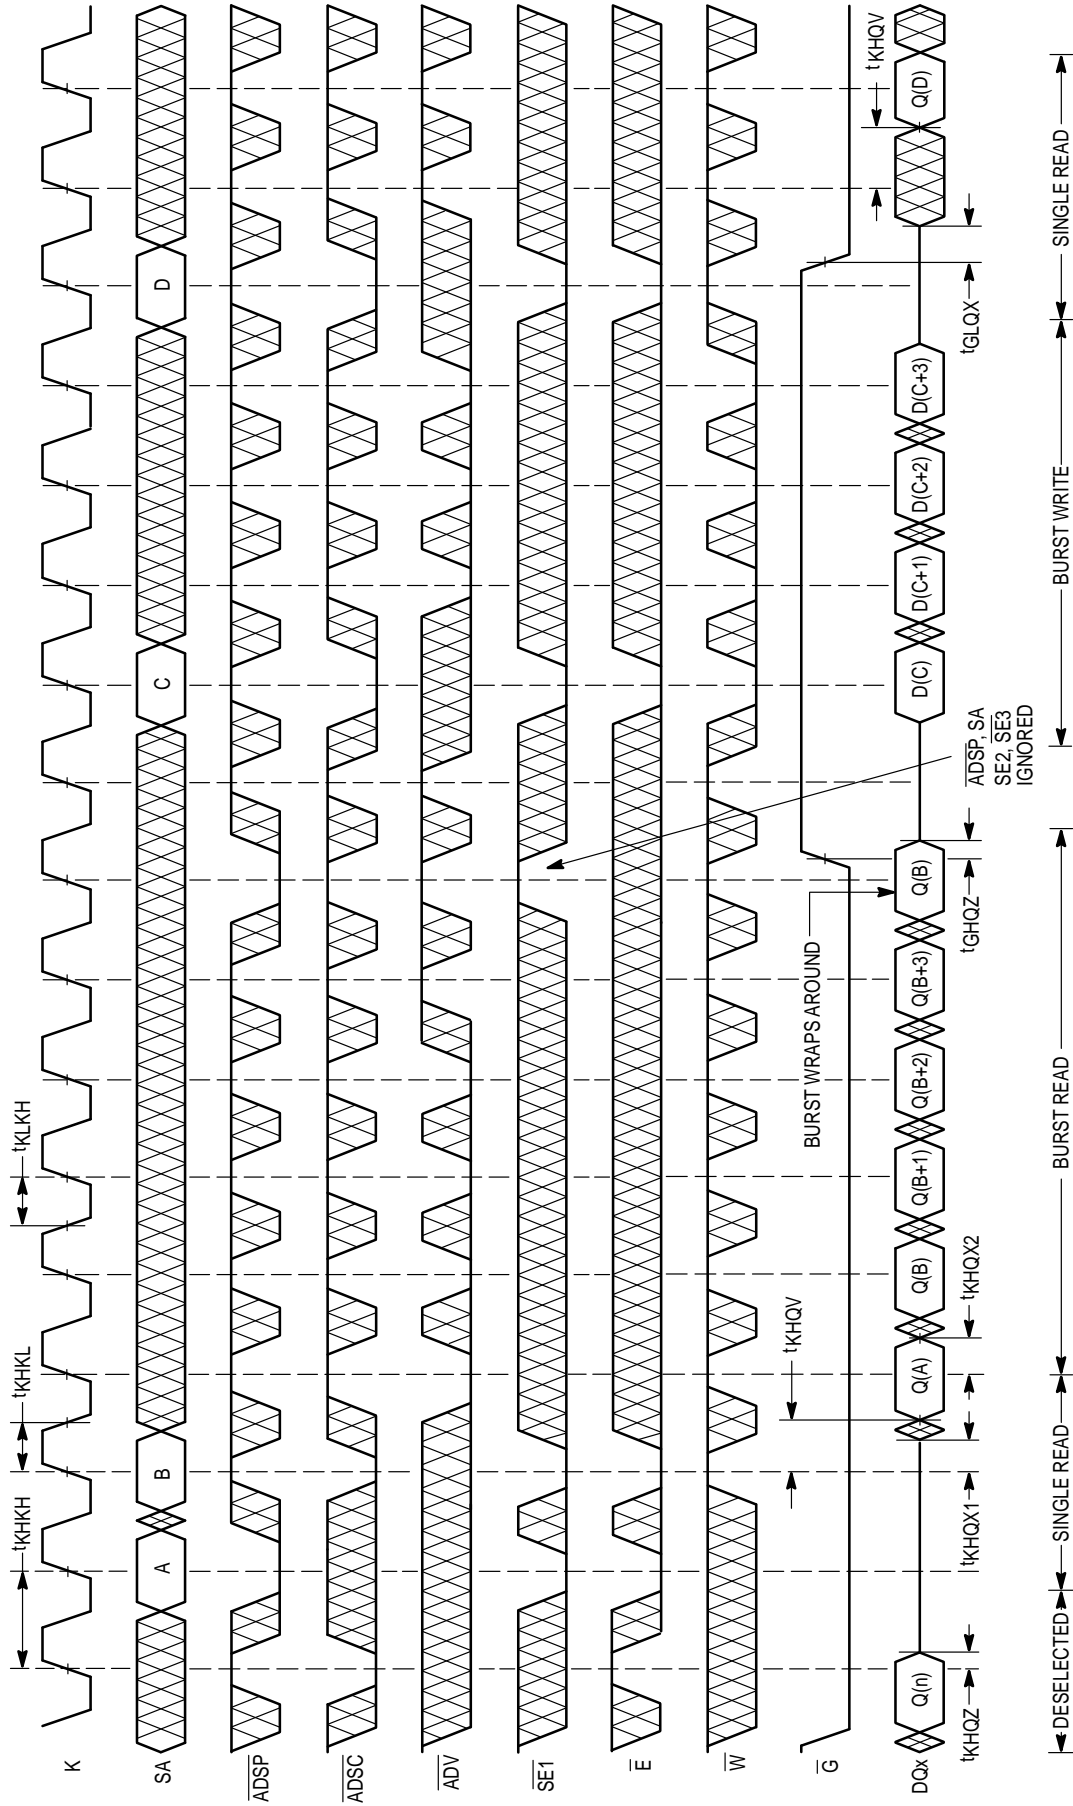 K
SA
ADSP
ADSC
ADV
SE1
E
W
G
DQx
tKHKH
tKHKL
tKLKH
A
B
C
D
tKHQV
BURST WRAPS AROUND
ADSP, SA
SE2, SE3
IGNORED
tKHQV
Q(n)
Q(A)
Q(B)
Q(B+1)
Q(B+2)
Q(B+3)
Q(B)
D(C)
D(C+1)
D(C+2)
D(C+3)
Q(D)
tKHQZ
tKHQX1
tKHQX2
tGHQZ
tGLQX
DESELECTED
SINGLE READ
BURST READ
BURST WRITE
SINGLE READ